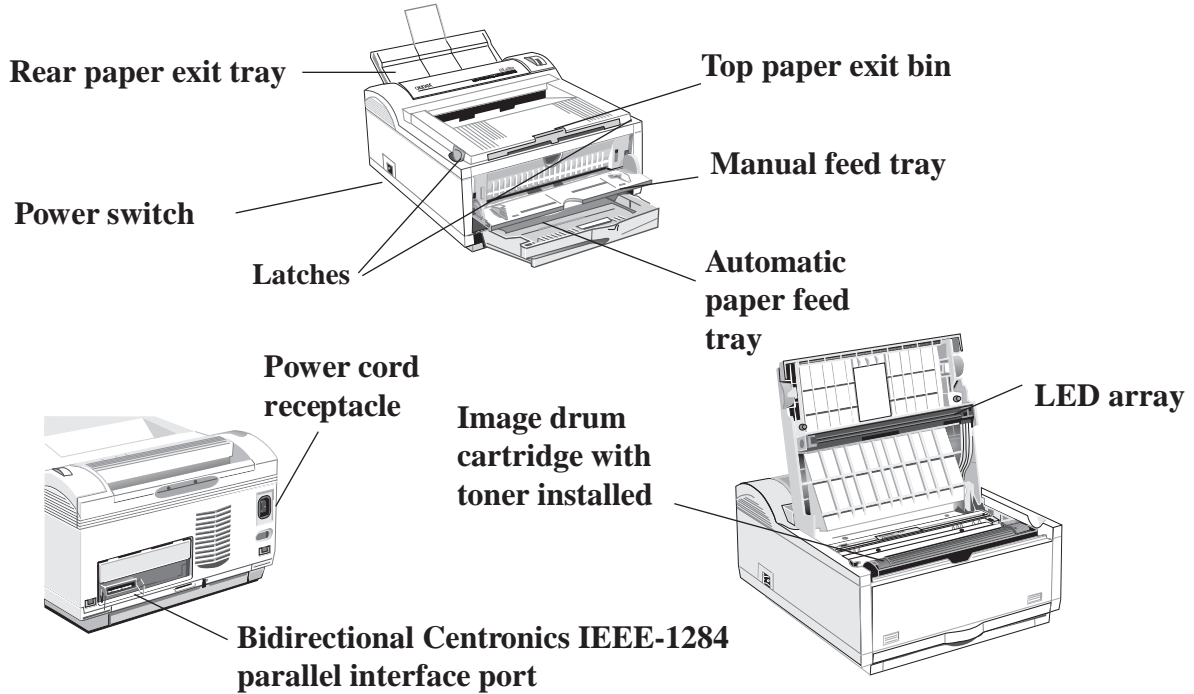 Rear paper exit tray
Top paper exit bin
Manual feed tray
Power switch
Latches
Automatic
paper feed
tray
Power cord
receptacle
Image drum
cartridge with
toner installed
LED array
Bidirectional Centronics IEEE-1284
parallel interface port